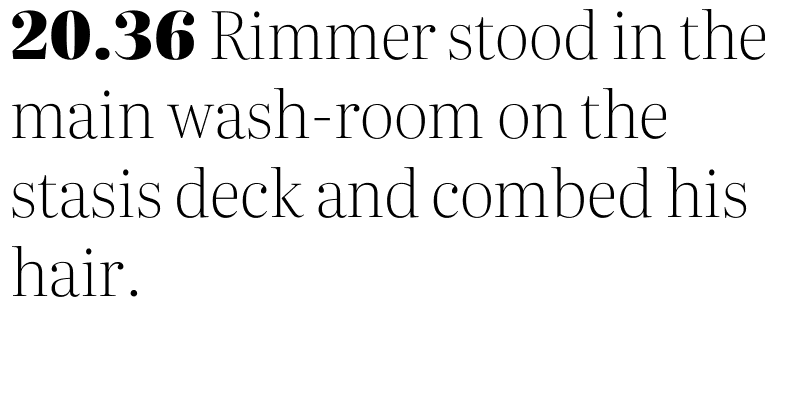 20.36 Rimmer stood in the
main wash-room on the
stasis deck and combed his
hair.